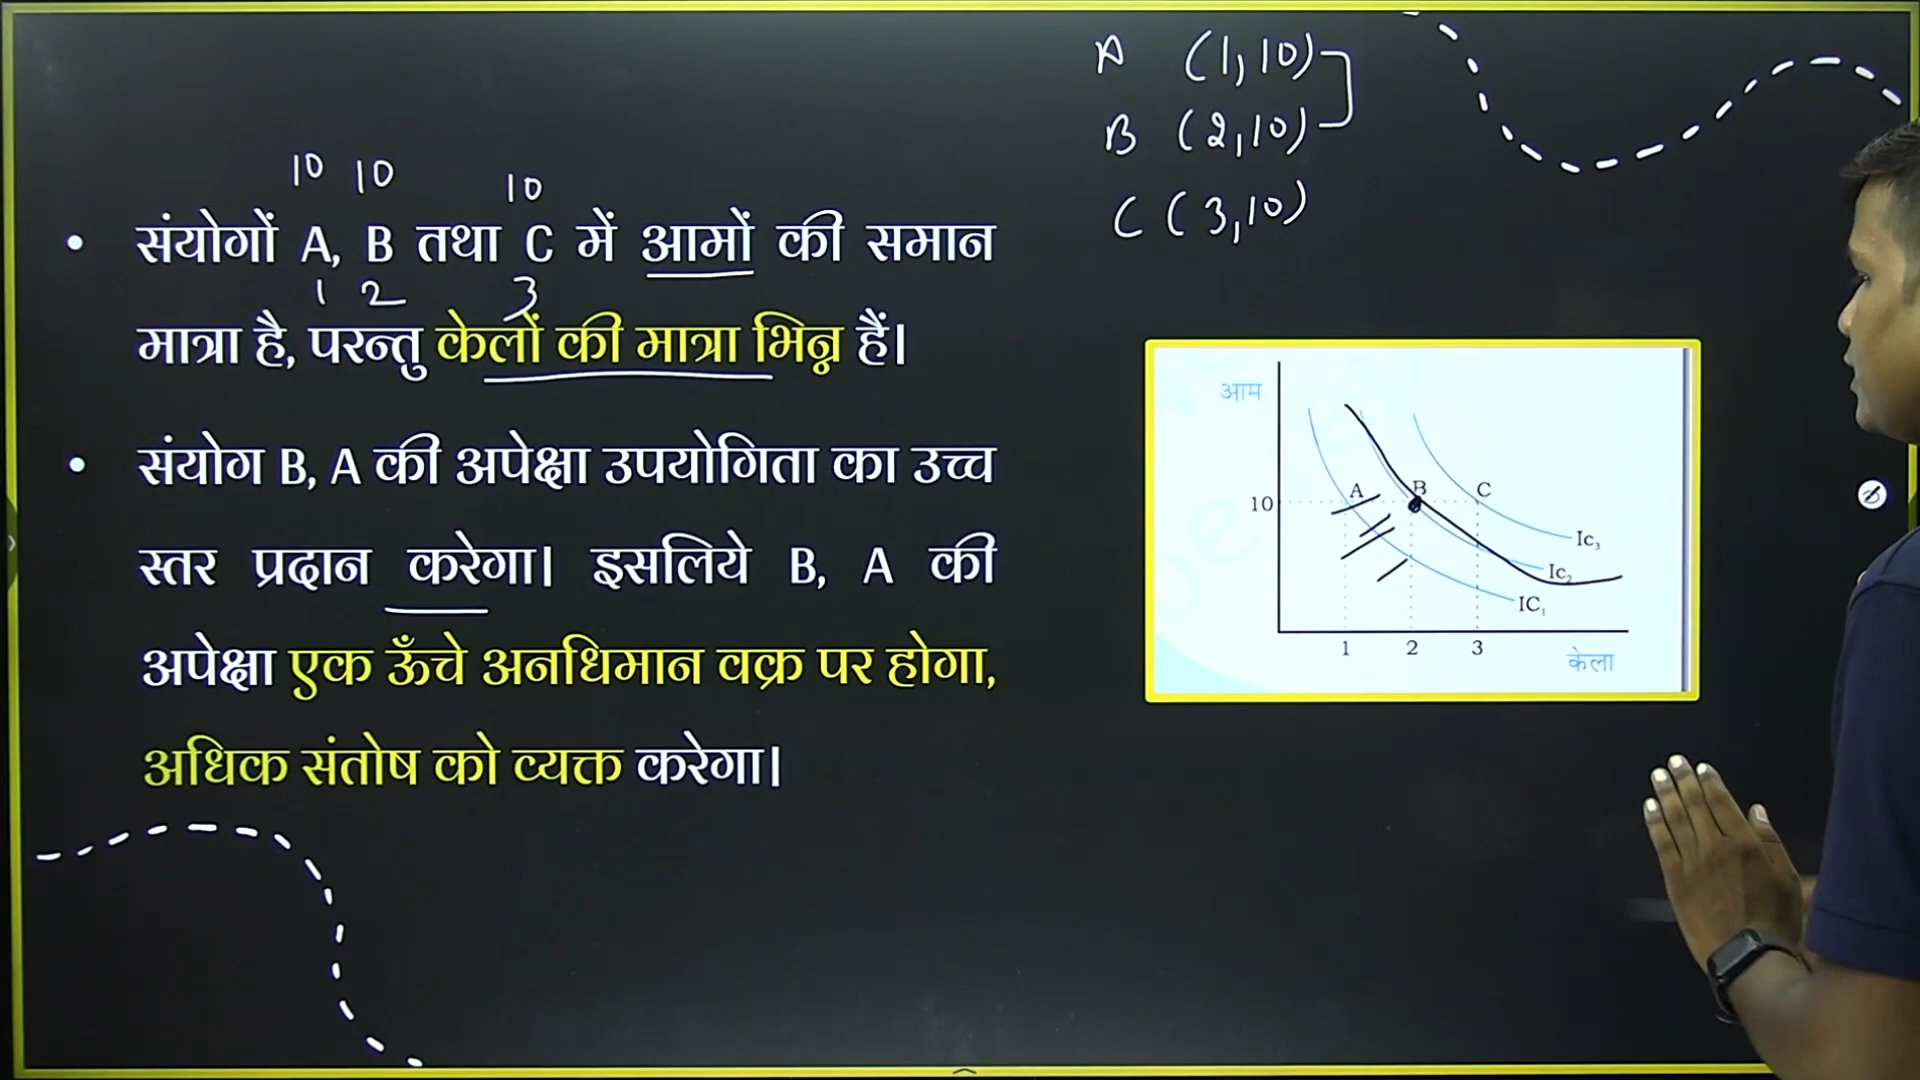 A (1,10)
B (2,10)
C (3,10)
10 10 10
• संयोगों A, B तथा C में आमों की समान
1 2 3
मात्रा है, परन्तु केलों की मात्रा भिन्न हैं।
• संयोग B, A की अपेक्षा उपयोगिता का उच्च
स्तर प्रदान करेगा। इसलिये B, A की
अपेक्षा एक ऊँचे अनधिमान वक्र पर होगा,
अधिक संतोष को व्यक्त करेगा।
आम
A B C
10
Ic₃
Ic₂
IC₁
1 2 3
केला